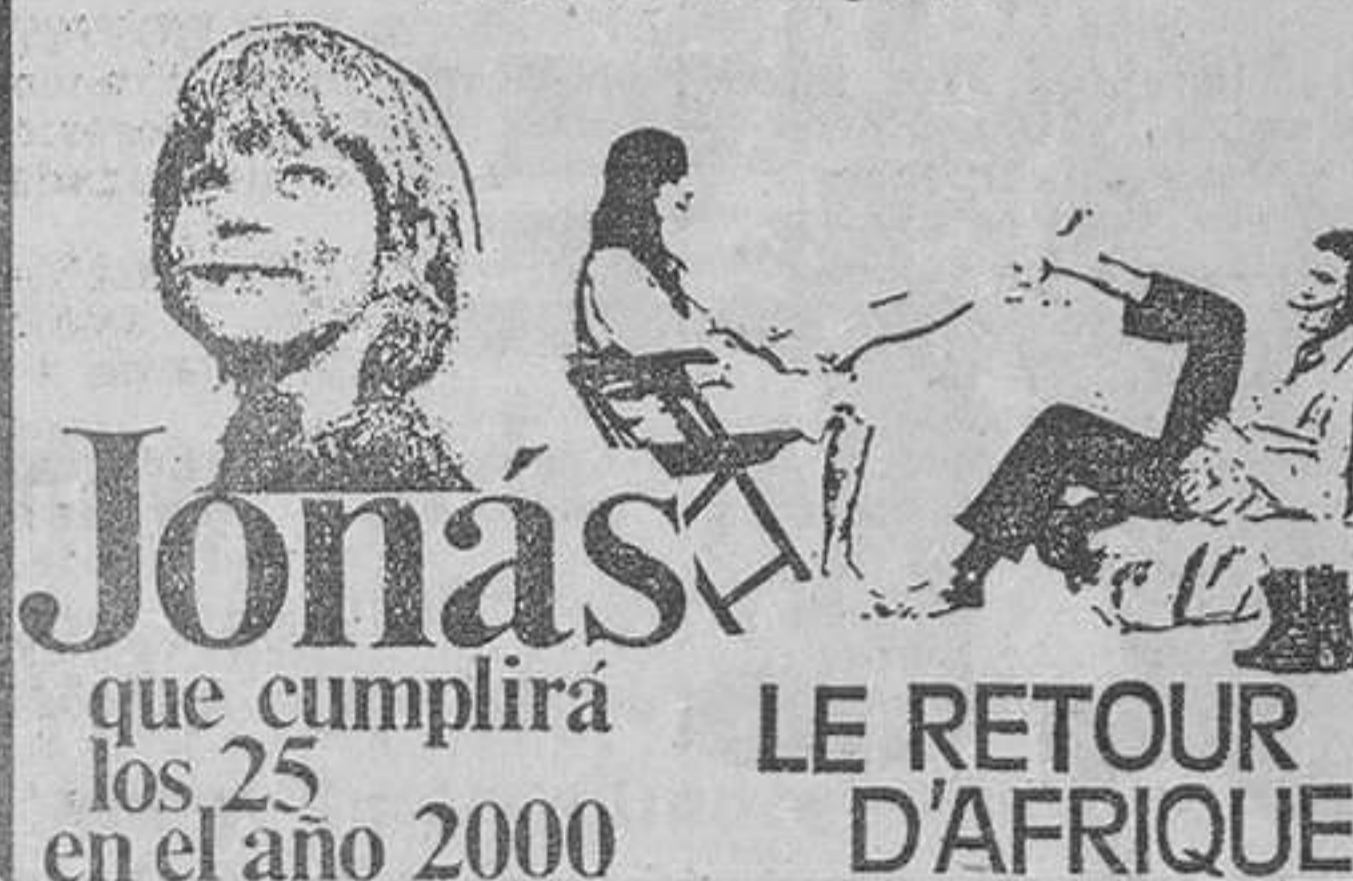 Jonás
que cumplirá
los 25
en el año 2000
LE RETOUR
D'AFRIQUE